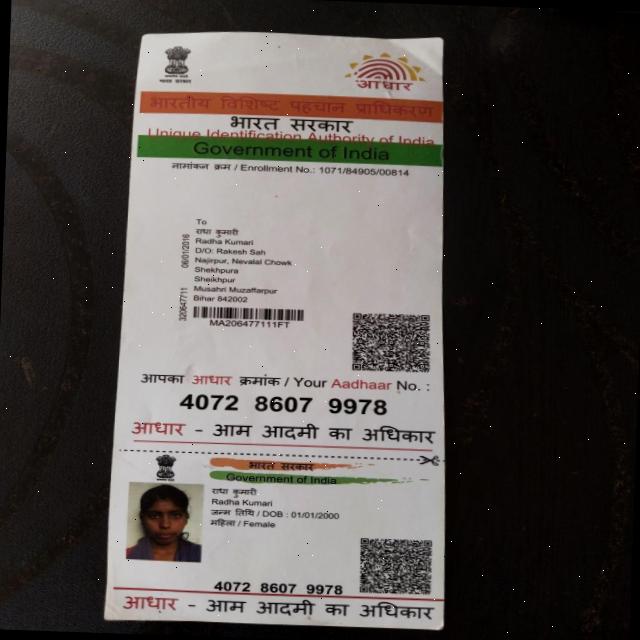 भारत सरकार
आधार
भारतीय विशिष्ट पहचान प्राधिकरण
भारत सरकार
Unique Identification Authority of India
Government of India
नामांकन क्रम / Enrollment No.: 1071/84905/00814
To
राधा कुमारी
Radha Kumari
D/O: Rakesh Sah
Najirpur, Nevalal Chowk
Shekhpura
Sheikhpur
Musahri Muzaffarpur
Bihar 842002
320647711 06/01/2016
MA206477111FT
आपका आधार क्रमांक / Your Aadhaar No. :
4072 8607 9978
आधार - आम आदमी का अधिकार
भारत सरकार
Government of India
राधा कुमारी
Radha Kumari
जन्म तिथि / DOB : 01/01/2000
महिला / Female
4072 8607 9978
आधार - आम आदमी का अधिकार